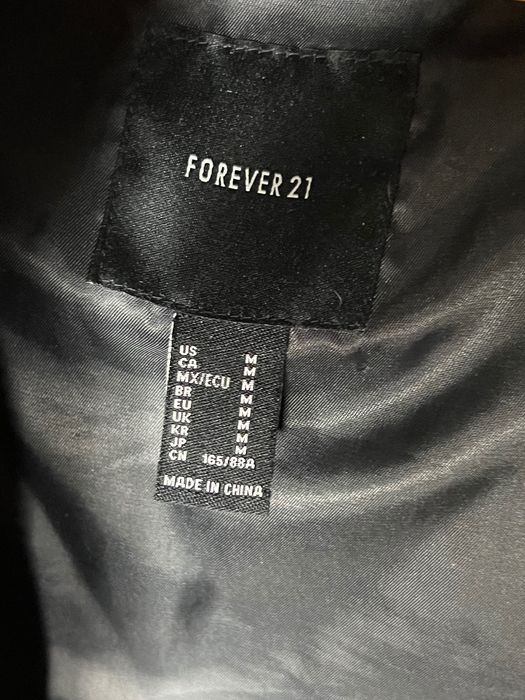 FOREVER 21
US M
CA M
MX/ECU M
BR M
EU M
UK M
KR M
JP M
CN 165/88A
MADE IN CHINA